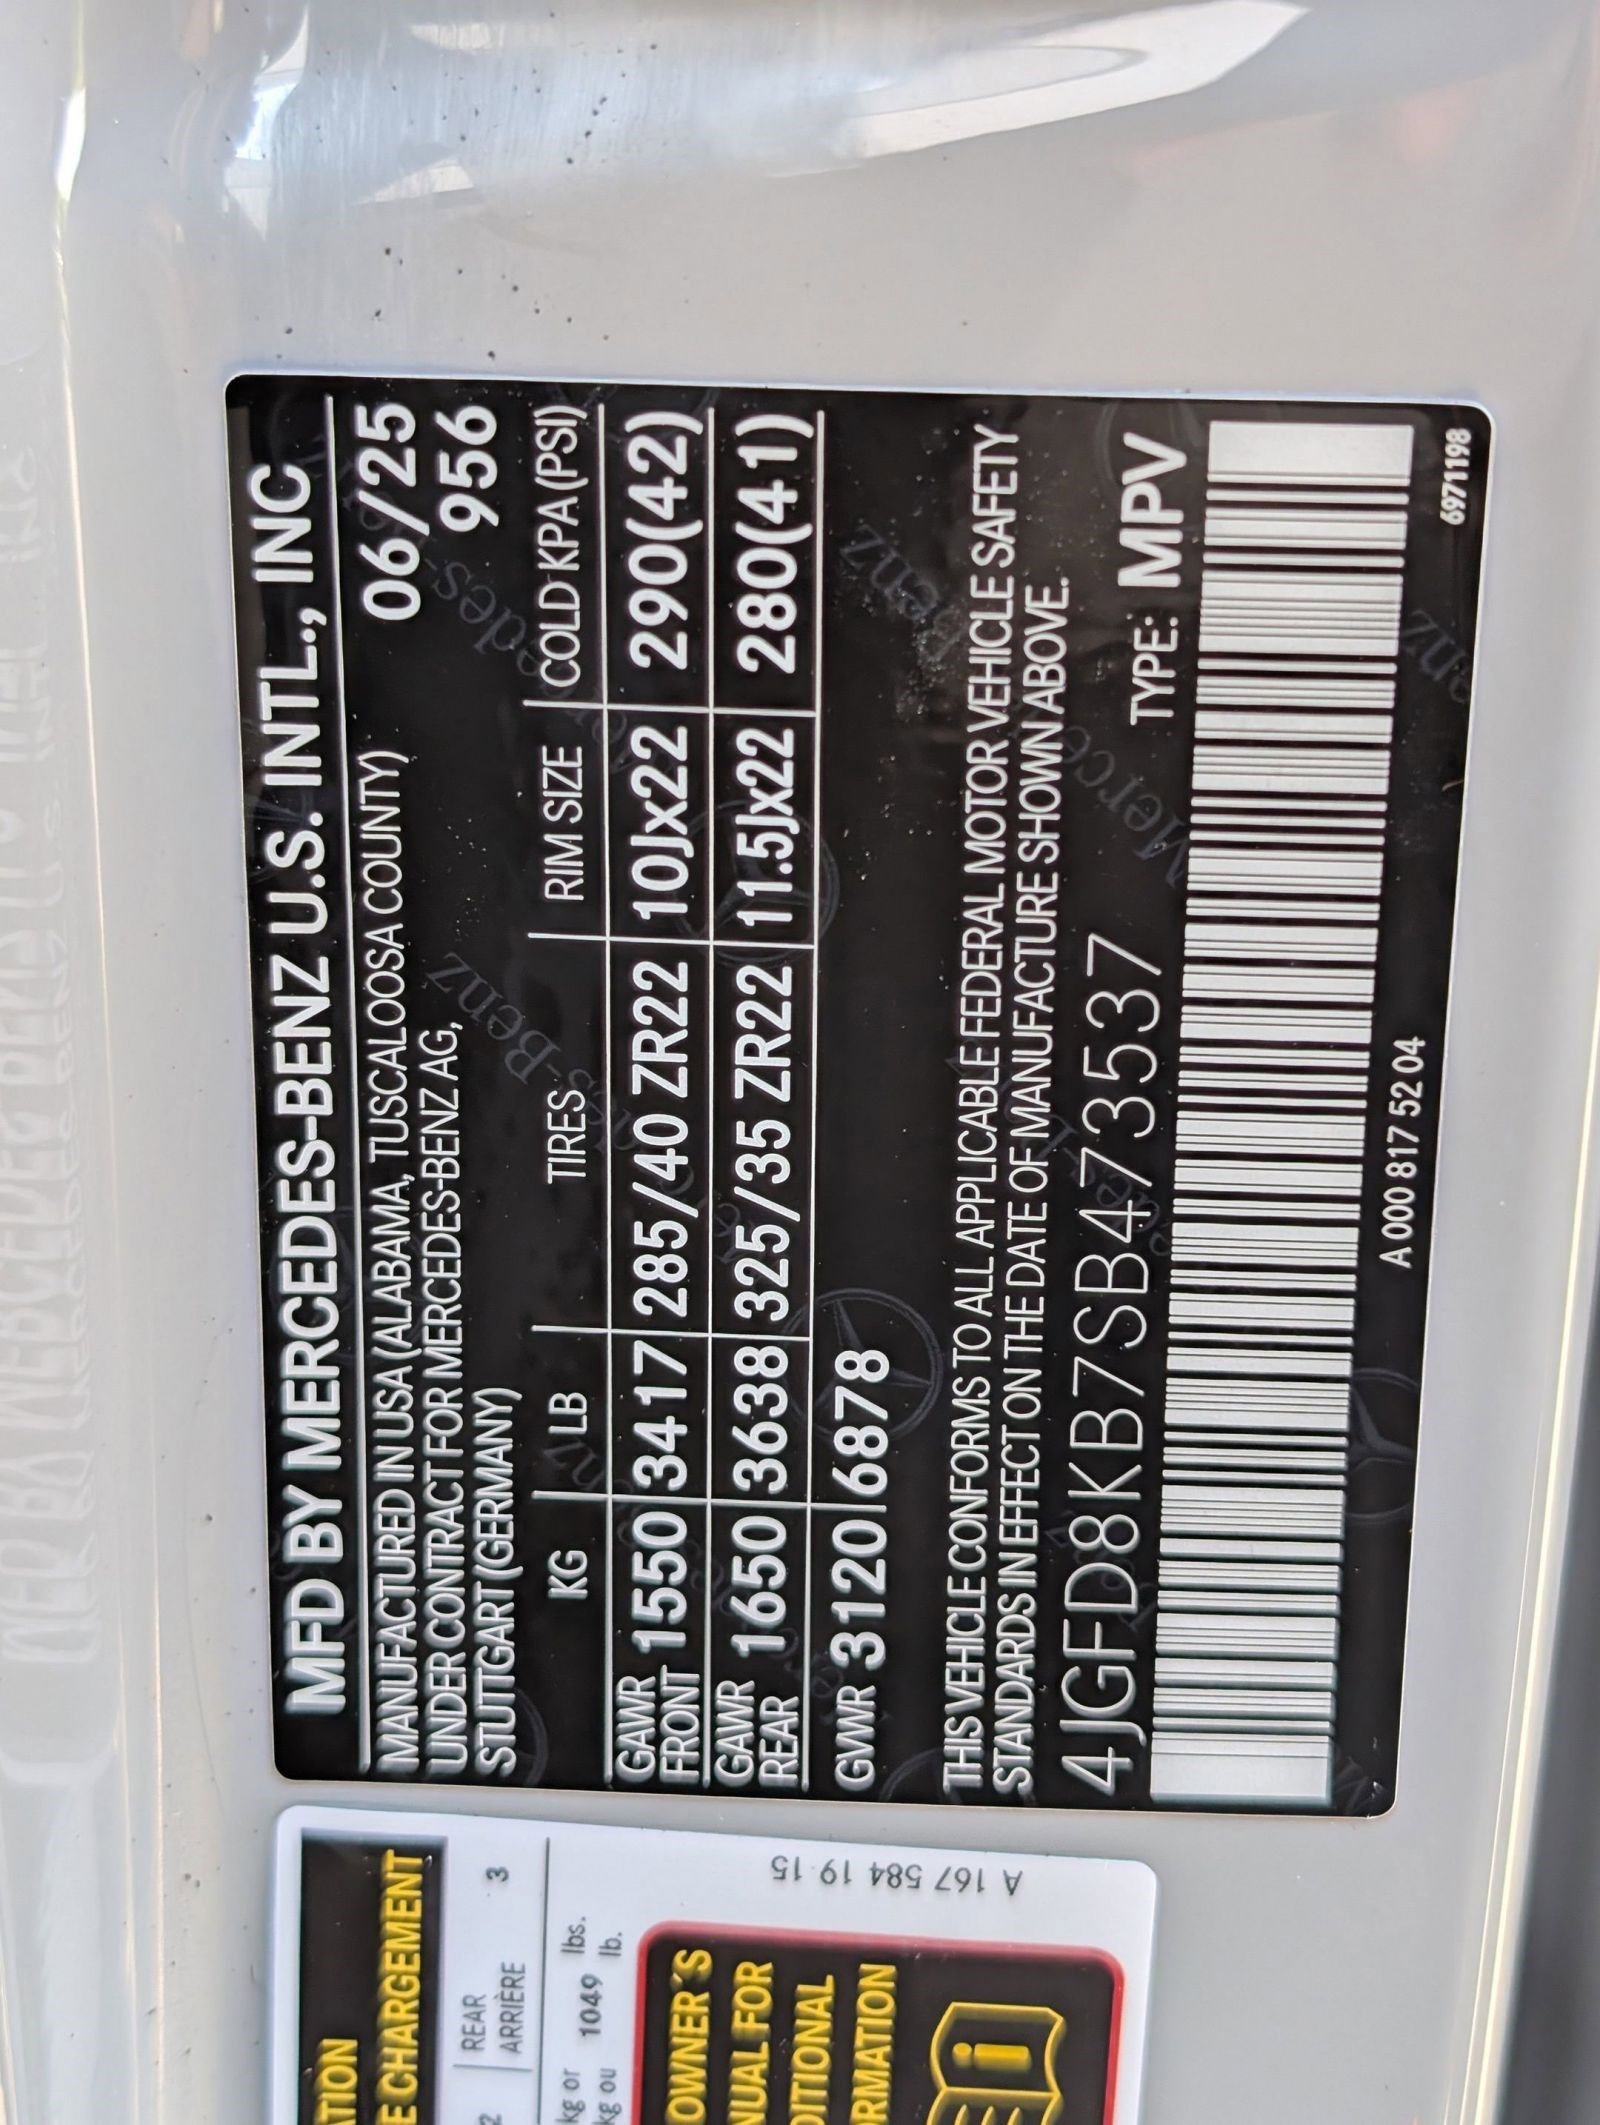 MFD BY MERCEDES-BENZ U.S. INTL., INC
MANUFACTURED IN USA (ALABAMA, TUSCALOOSA COUNTY) 06/25
UNDER CONTRACT FOR MERCEDES-BENZ AG, 956
STUTTGART (GERMANY)
KG LB TIRES RIM SIZE COLD KPA (PSI)
GAWR FRONT 1550 3417 285/40 ZR22 10Jx22 290(42)
GAWR REAR 1650 3638 325/35 ZR22 11.5Jx22 280(41)
GVWR 3120 6878
THIS VEHICLE CONFORMS TO ALL APPLICABLE FEDERAL MOTOR VEHICLE SAFETY
STANDARDS IN EFFECT ON THE DATE OF MANUFACTURE SHOWN ABOVE.
4JGFD8KB7SB473537 TYPE: MPV
A 000 817 52 04
6971198
CHARGEMENT
REAR
ARRIÈRE 3
kg or 1049 lbs.
kg ou lb.
OWNER'S
FOR
A 167 584 19 15